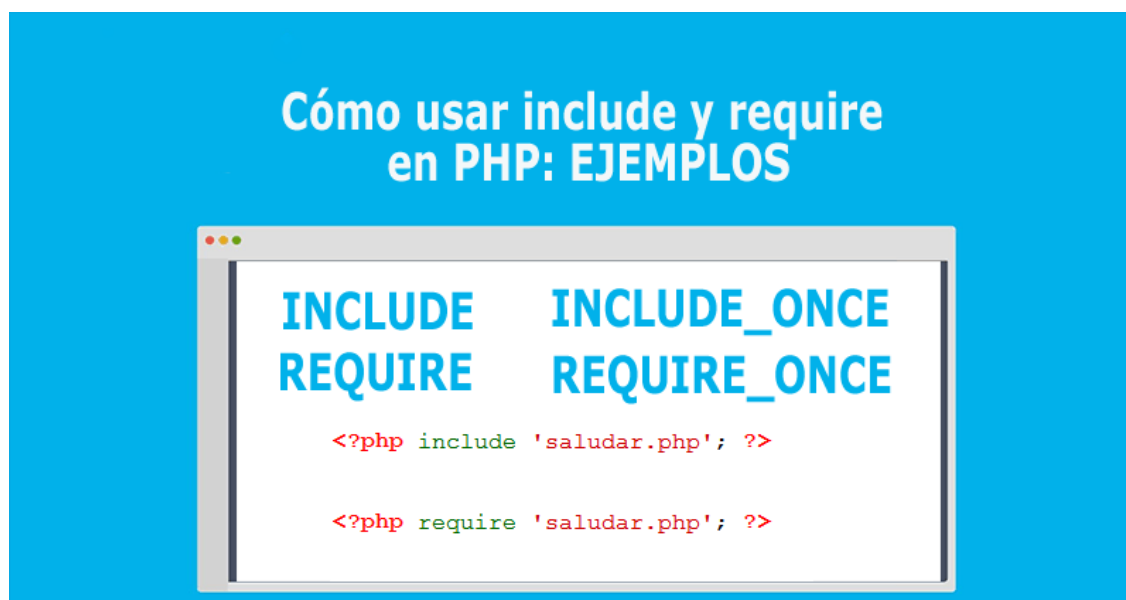 Cómo usar include y require
en PHP: EJEMPLOS
INCLUDE INCLUDE_ONCE
REQUIRE REQUIRE_ONCE
<?php include 'saludar.php'; ?>
<?php require 'saludar.php'; ?>